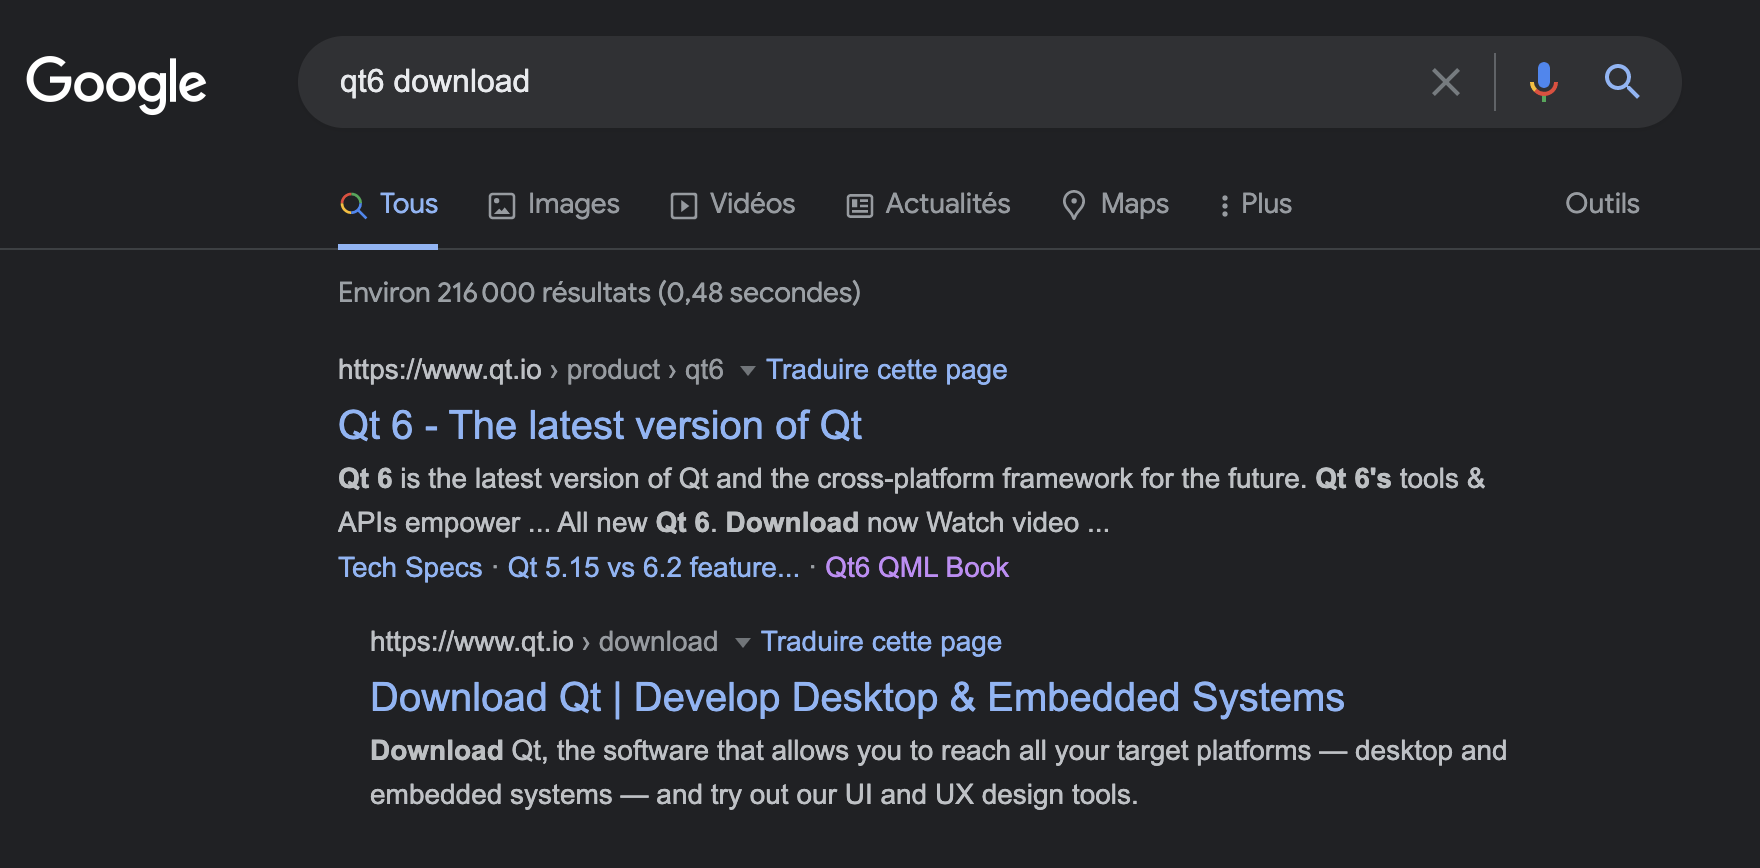 Google
qt6 download
Tous Images Vidéos Actualités Maps Plus Outils
Environ 216 000 résultats (0,48 secondes)
https://www.qt.io › product › qt6 Traduire cette page
Qt 6 - The latest version of Qt
Qt 6 is the latest version of Qt and the cross-platform framework for the future. Qt 6's tools &
APIs empower ... All new Qt 6. Download now Watch video ...
Tech Specs · Qt 5.15 vs 6.2 feature... · Qt6 QML Book
https://www.qt.io › download Traduire cette page
Download Qt | Develop Desktop & Embedded Systems
Download Qt, the software that allows you to reach all your target platforms — desktop and
embedded systems — and try out our UI and UX design tools.